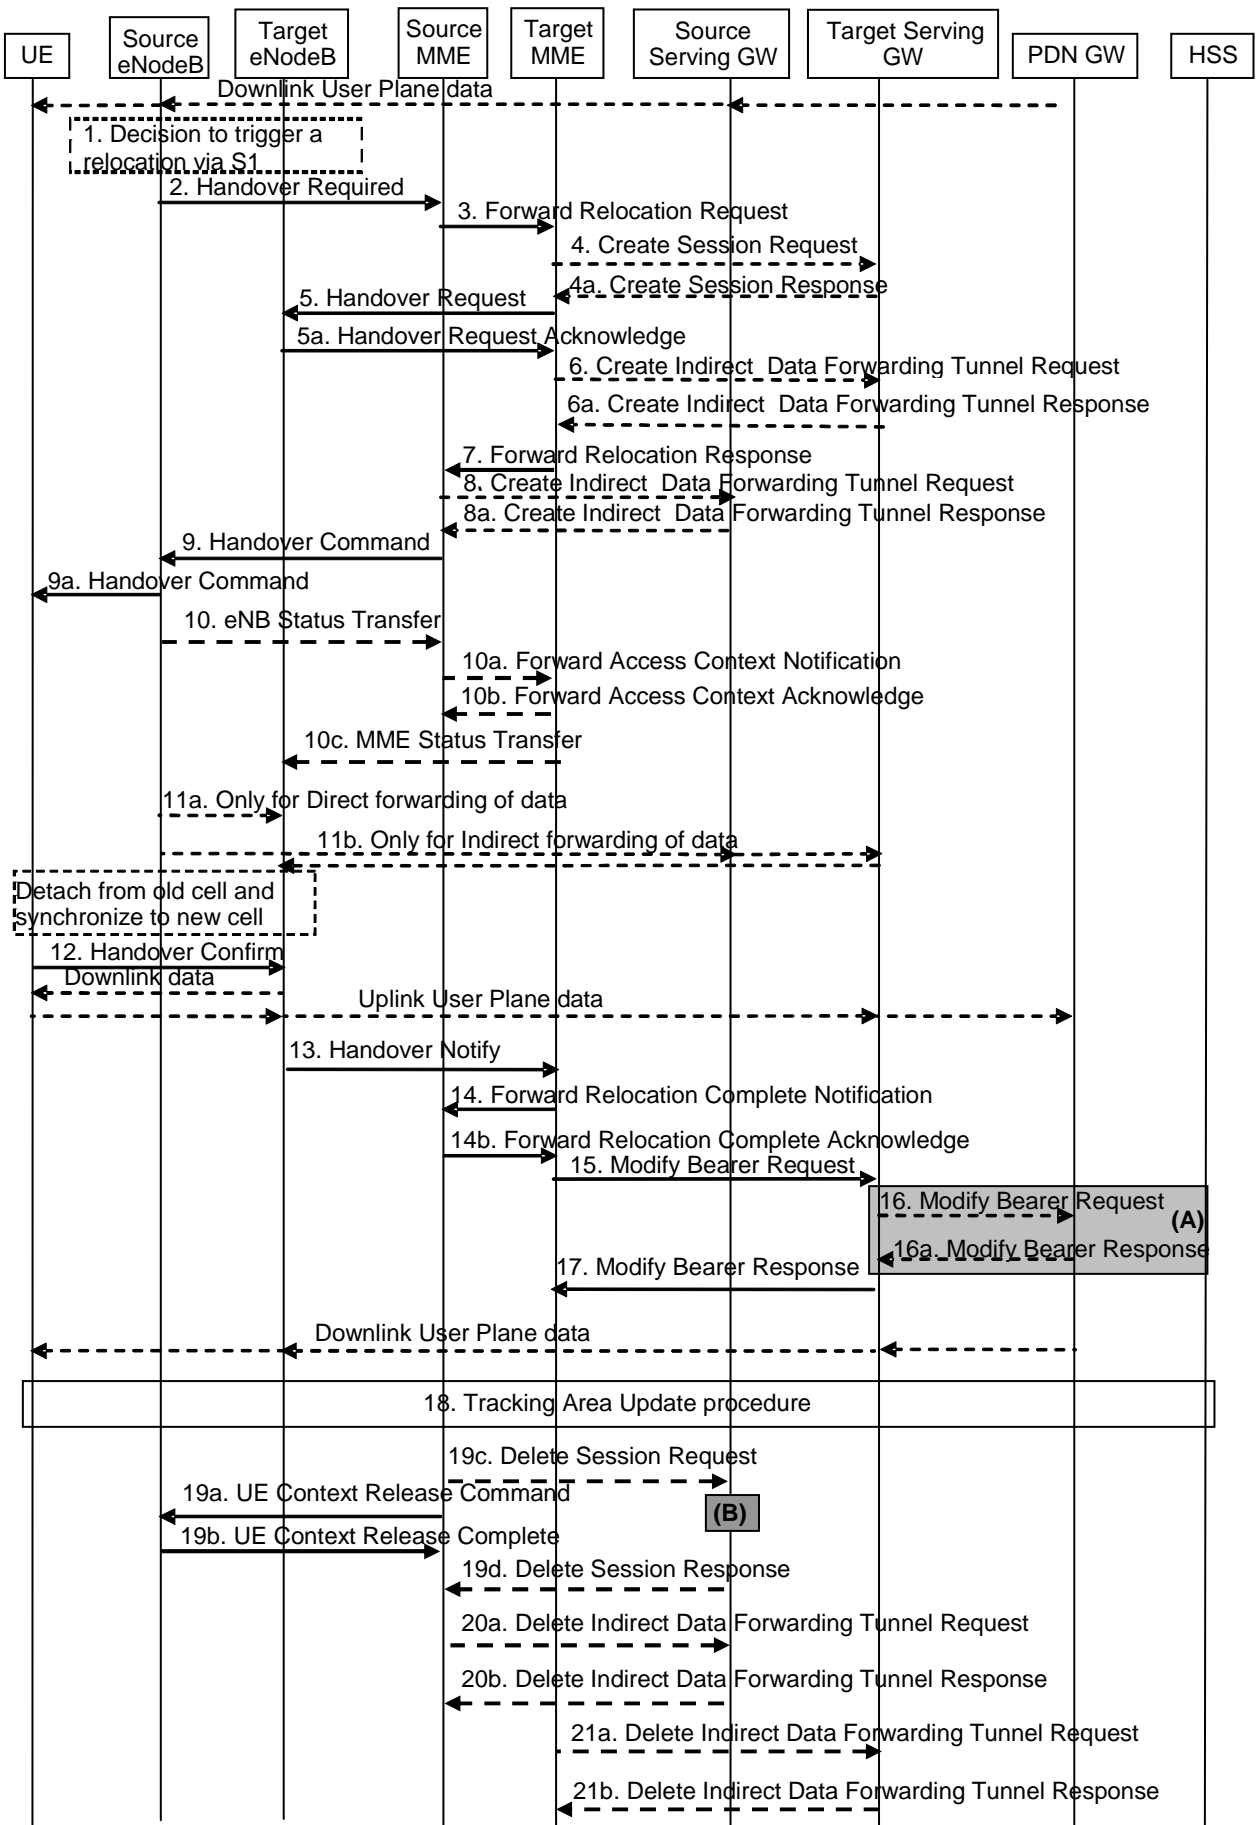 UE
Source
eNodeB
Target
eNodeB
Source
MME
Target
MME
Source
Serving GW
Target Serving
GW
PDN GW
HSS
Downlink User Plane data
1. Decision to trigger a
relocation via S1
2. Handover Required
3. Forward Relocation Request
4. Create Session Request
4a. Create Session Response
5. Handover Request
5a. Handover Request Acknowledge
6. Create Indirect Data Forwarding Tunnel Request
6a. Create Indirect Data Forwarding Tunnel Response
7. Forward Relocation Response
8. Create Indirect Data Forwarding Tunnel Request
8a. Create Indirect Data Forwarding Tunnel Response
9. Handover Command
9a. Handover Command
10. eNB Status Transfer
10a. Forward Access Context Notification
10b. Forward Access Context Acknowledge
10c. MME Status Transfer
11a. Only for Direct forwarding of data
11b. Only for Indirect forwarding of data
Detach from old cell and
synchronize to new cell
12. Handover Confirm
Downlink data
Uplink User Plane data
13. Handover Notify
14. Forward Relocation Complete Notification
14b. Forward Relocation Complete Acknowledge
15. Modify Bearer Request
16. Modify Bearer Request
(A)
16a. Modify Bearer Response
17. Modify Bearer Response
Downlink User Plane data
18. Tracking Area Update procedure
19c. Delete Session Request
19a. UE Context Release Command
(B)
19b. UE Context Release Complete
19d. Delete Session Response
20a. Delete Indirect Data Forwarding Tunnel Request
20b. Delete Indirect Data Forwarding Tunnel Response
21a. Delete Indirect Data Forwarding Tunnel Request
21b. Delete Indirect Data Forwarding Tunnel Response